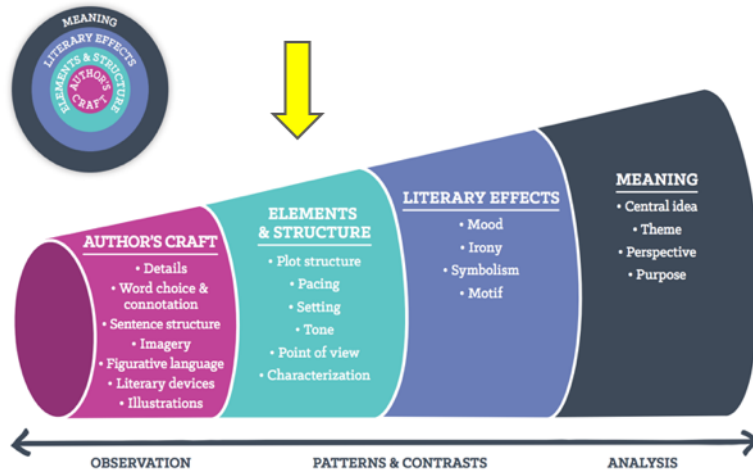 MEANING
LITERARY EFFECTS
ELEMENTS & STRUCTURE
AUTHOR'S
CRAFT
AUTHOR'S CRAFT
• Details
• Word choice &
connotation
• Sentence structure
• Imagery
• Figurative language
• Literary devices
• Illustrations
ELEMENTS
& STRUCTURE
• Plot structure
• Pacing
• Setting
• Tone
• Point of view
• Characterization
LITERARY EFFECTS
• Mood
• Irony
• Symbolism
• Motif
MEANING
• Central idea
• Theme
• Perspective
• Purpose
OBSERVATION
PATTERNS & CONTRASTS
ANALYSIS